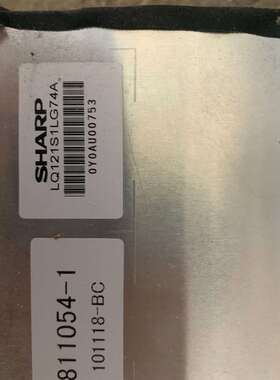 SHARP
LQ121S1LG74A
0Y0AU00753
811054-1
101118-BC